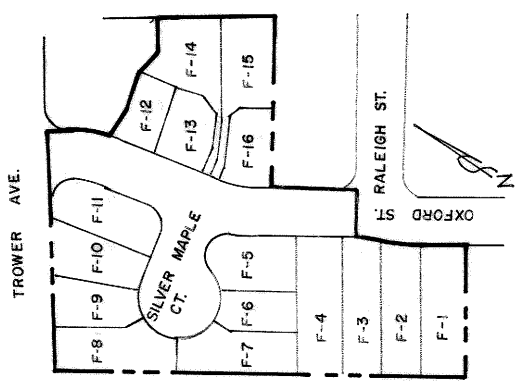 F-14
F-15
F-12
F-13
F-16
RALEIGH ST.
OXFORD ST.
N
TROWER AVE.
F-11
F-10
F-9
F-8
SILVER MAPLE
CT.
F-5
F-6
F-7
F-4
F-3
F-2
F-1